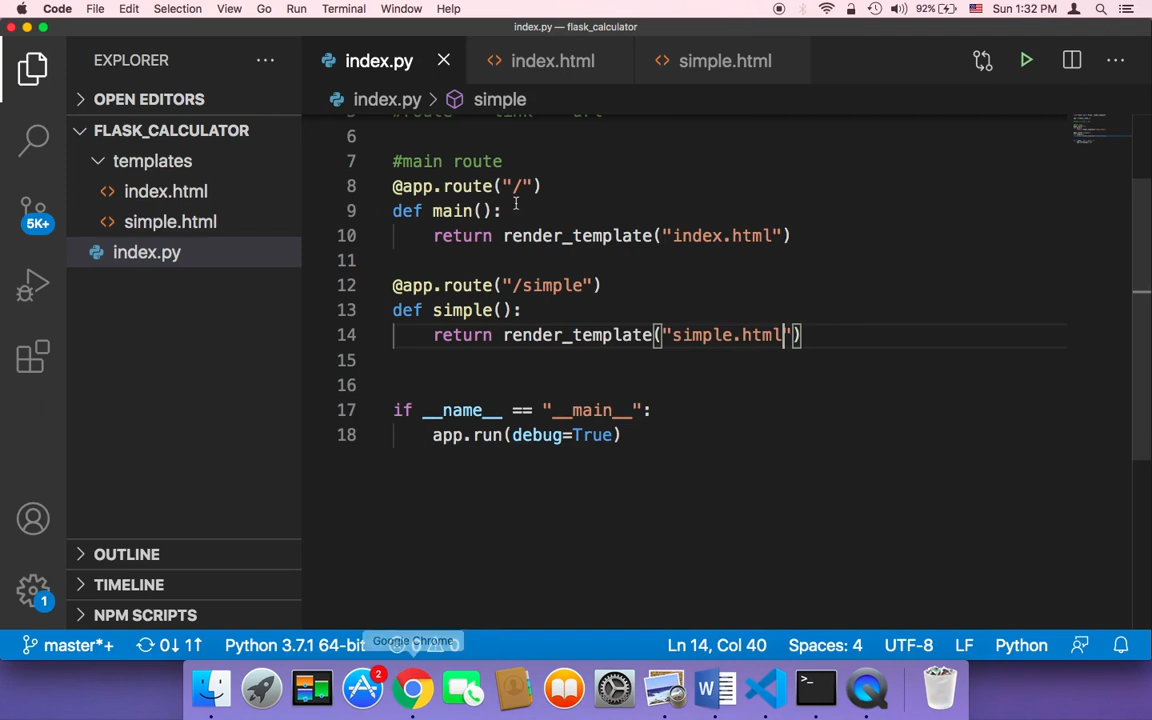 Code File Edit Selection View Go Run Terminal Window Help 92% Sun 1:32 PM
index.py — flask_calculator
EXPLORER
index.py
index.html
simple.html
OPEN EDITORS
index.py
simple
FLASK_CALCULATOR
templates
index.html
simple.html
index.py
5K+
6
7 #main route
8 @app.route("/")
9 def main():
10 return render_template("index.html")
11
12 @app.route("/simple")
13 def simple():
14 return render_template("simple.html")
15
16
17 if __name__ == "__main__":
18 app.run(debug=True)
OUTLINE
TIMELINE
NPM SCRIPTS
1
master*+ 0↓ 1↑ Python 3.7.1 64-bit Google Chrome Ln 14, Col 40 Spaces: 4 UTF-8 LF Python
2
W
>_